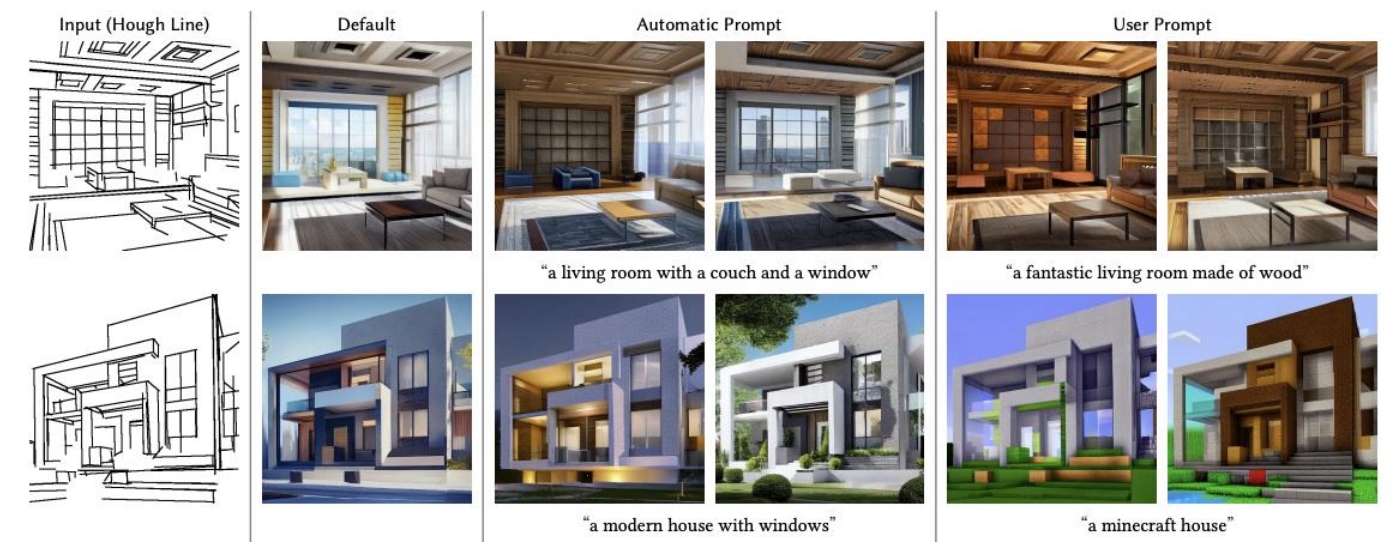 Input (Hough Line)
Default
Automatic Prompt
User Prompt
“a living room with a couch and a window”
“a fantastic living room made of wood”
“a modern house with windows”
“a minecraft house”